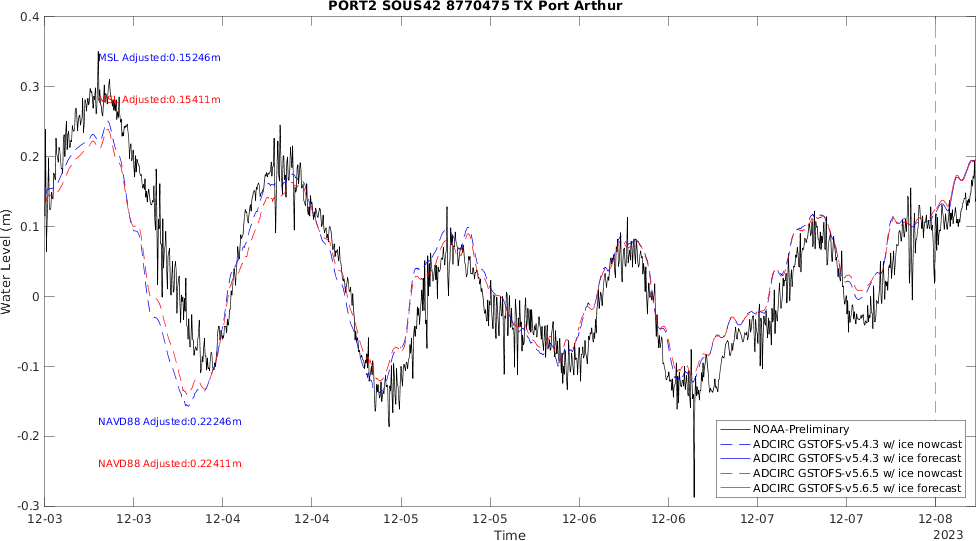 PORT2 SOUS42 8770475 TX Port Arthur
0.4
0.3
0.2
0.1
0
-0.1
-0.2
-0.3
Water Level (m)
MSL Adjusted:0.15246m
MSL Adjusted:0.15411m
NAVD88 Adjusted:0.22246m
NAVD88 Adjusted:0.22411m
NOAA-Preliminary
ADCIRC GSTOFS-v5.4.3 w/ ice nowcast
ADCIRC GSTOFS-v5.4.3 w/ ice forecast
ADCIRC GSTOFS-v5.6.5 w/ ice nowcast
ADCIRC GSTOFS-v5.6.5 w/ ice forecast
12-03 12-03 12-04 12-04 12-05 12-05 12-06 12-06 12-07 12-07 12-08
Time
2023